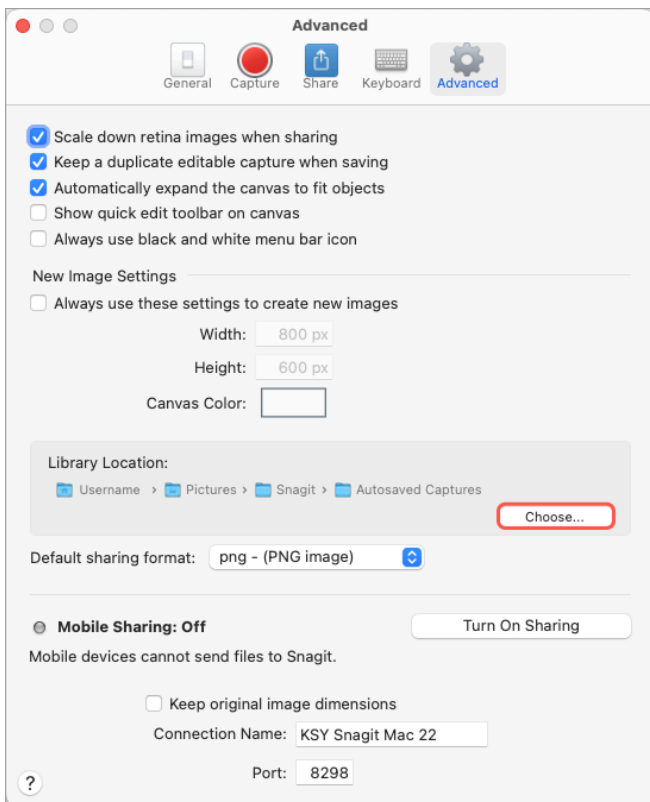 Advanced
General Capture Share Keyboard Advanced
Scale down retina images when sharing
Keep a duplicate editable capture when saving
Automatically expand the canvas to fit objects
Show quick edit toolbar on canvas
Always use black and white menu bar icon
New Image Settings
Always use these settings to create new images
Width: 800 px
Height: 600 px
Canvas Color:
Library Location:
Username › Pictures › Snagit › Autosaved Captures
Choose...
Default sharing format: png - (PNG image)
Mobile Sharing: Off Turn On Sharing
Mobile devices cannot send files to Snagit.
Keep original image dimensions
Connection Name: KSY Snagit Mac 22
Port: 8298
?